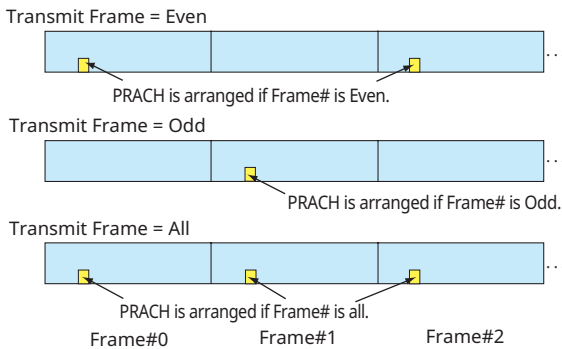 Transmit Frame = Even
. .
PRACH is arranged if Frame# is Even.
Transmit Frame = Odd
. .
PRACH is arranged if Frame# is Odd.
Transmit Frame = All
. .
PRACH is arranged if Frame# is all.
Frame#0 Frame#1 Frame#2